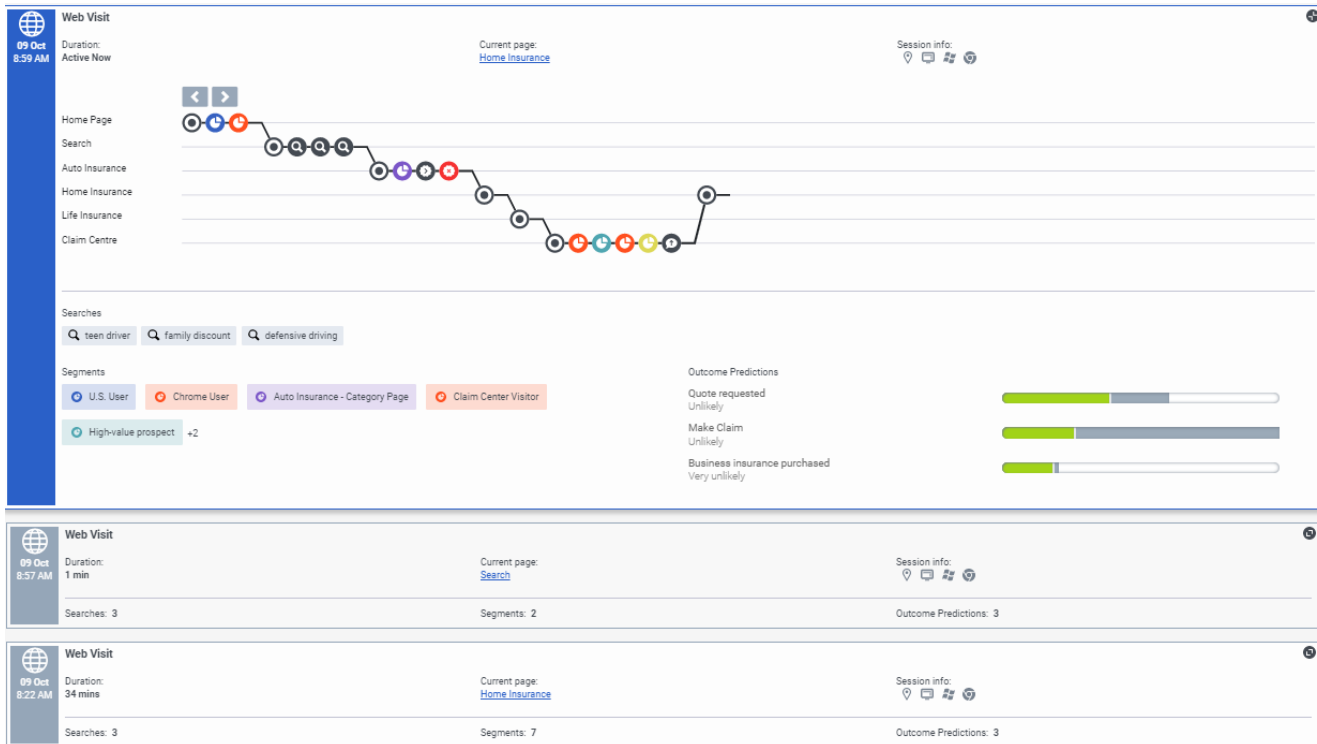 Web Visit
09 Oct
8:59 AM
Duration:
Active Now
Current page:
Home Insurance
Session info:
Home Page
Search
Auto Insurance
Home Insurance
Life Insurance
Claim Centre
Searches
teen driver
family discount
defensive driving
Segments
U.S. User
Chrome User
Auto Insurance - Category Page
Claim Center Visitor
High-value prospect
+2
Outcome Predictions
Quote requested
Unlikely
Make Claim
Unlikely
Business insurance purchased
Very unlikely
Web Visit
09 Oct
8:57 AM
Duration:
1 min
Current page:
Search
Session info:
Searches: 3
Segments: 2
Outcome Predictions: 3
Web Visit
09 Oct
8:22 AM
Duration:
34 mins
Current page:
Home Insurance
Session info:
Searches: 3
Segments: 7
Outcome Predictions: 3